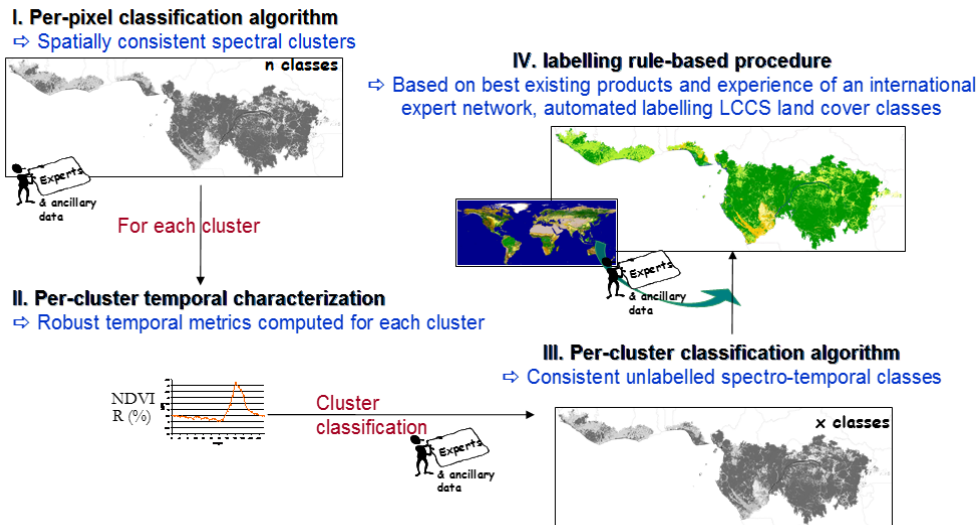 I. Per-pixel classification algorithm
⇨ Spatially consistent spectral clusters
n classes
Experts
& ancillary
data
For each cluster
II. Per-cluster temporal characterization
⇨ Robust temporal metrics computed for each cluster
NDVI
R (%)
Cluster
classification
Experts
& ancillary
data
III. Per-cluster classification algorithm
⇨ Consistent unlabelled spectro-temporal classes
x classes
IV. labelling rule-based procedure
⇨ Based on best existing products and experience of an international
expert network, automated labelling LCCS land cover classes
Experts
& ancillary
data